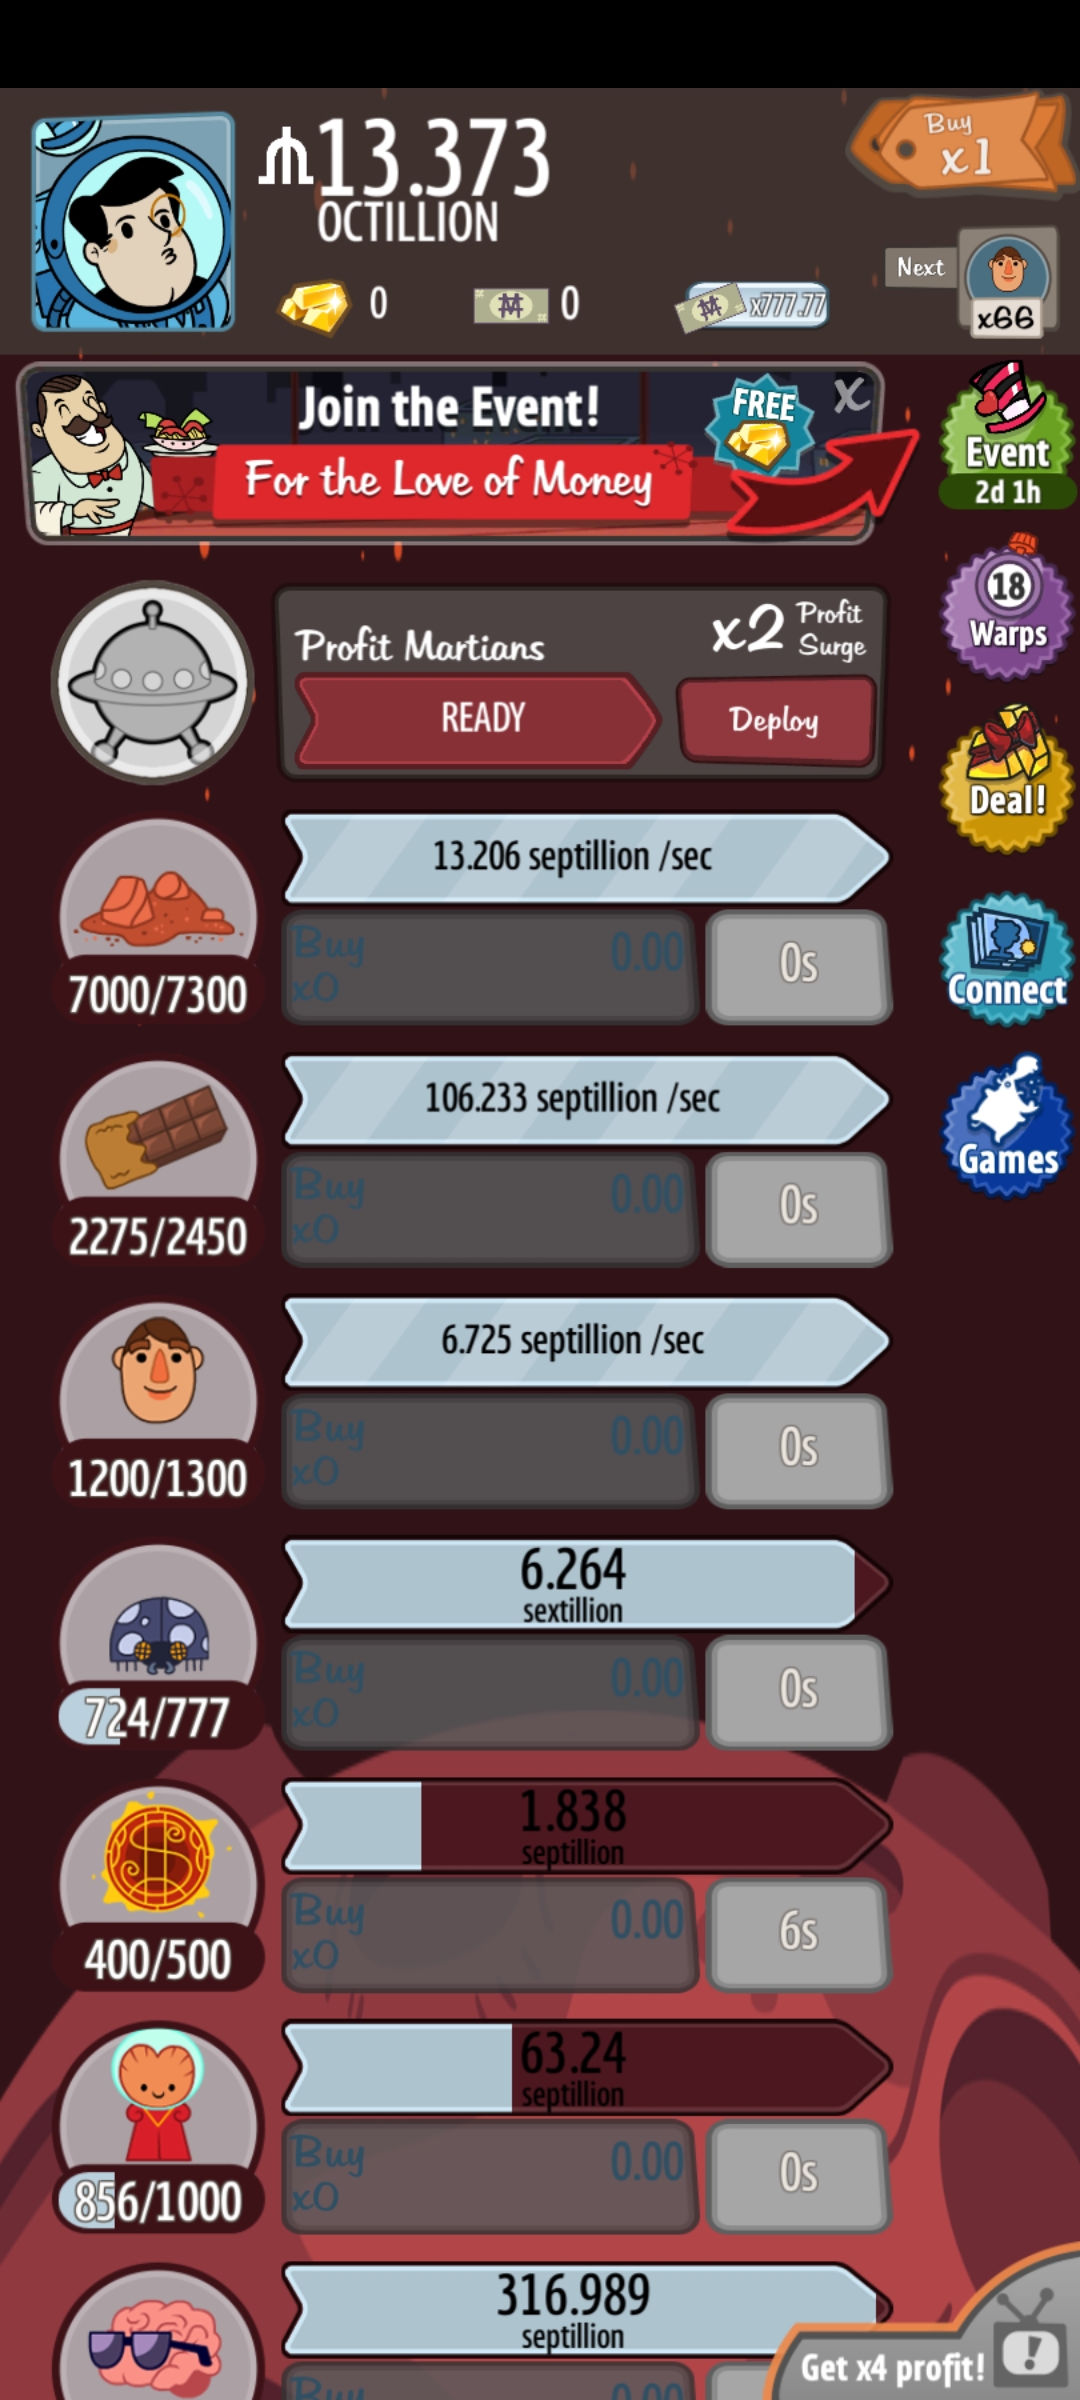 13.373
OCTILLION
0
0
x777.77
Buy
x1
Next
x66
Join the Event!
For the Love of Money
FREE
X
Event
2d 1h
18
Warps
Profit Martians
x2 Profit Surge
READY
Deploy
Deal!
13.206 septillion /sec
Buy 0.00
x0
0s
7000/7300
Connect
106.233 septillion /sec
Buy 0.00
x0
0s
2275/2450
Games
6.725 septillion /sec
Buy 0.00
x0
0s
1200/1300
6.264
sextillion
Buy 0.00
x0
0s
724/777
1.838
septillion
Buy 0.00
x0
6s
400/500
63.24
septillion
Buy 0.00
x0
0s
856/1000
316.989
septillion
Get x4 profit!
Buy 0.00